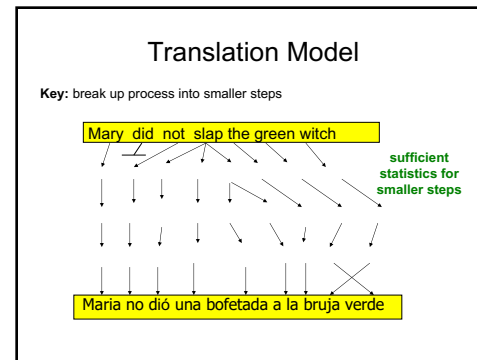 Translation Model
Key: break up process into smaller steps
Mary did not slap the green witch
sufficient
statistics for
smaller steps
Maria no dió una bofetada a la bruja verde